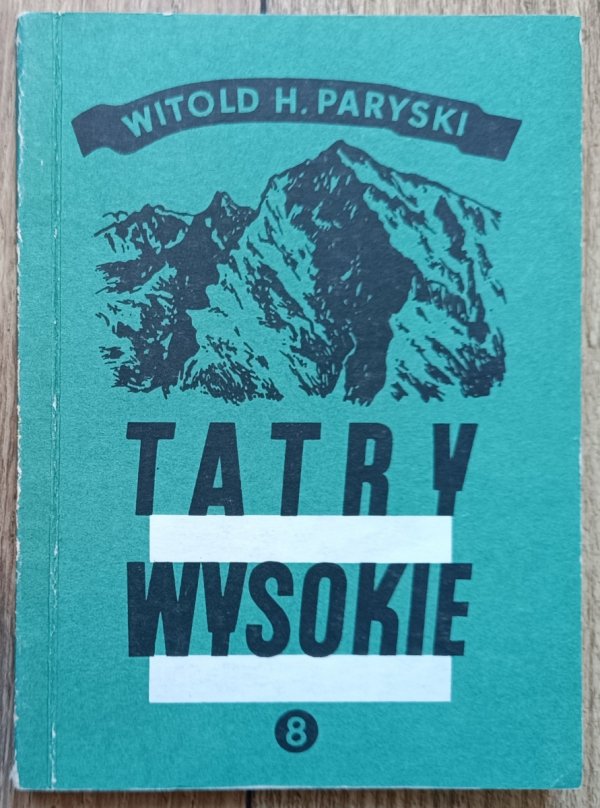 WITOLD H. PARYSKI
TATRY
WYSOKIE
8